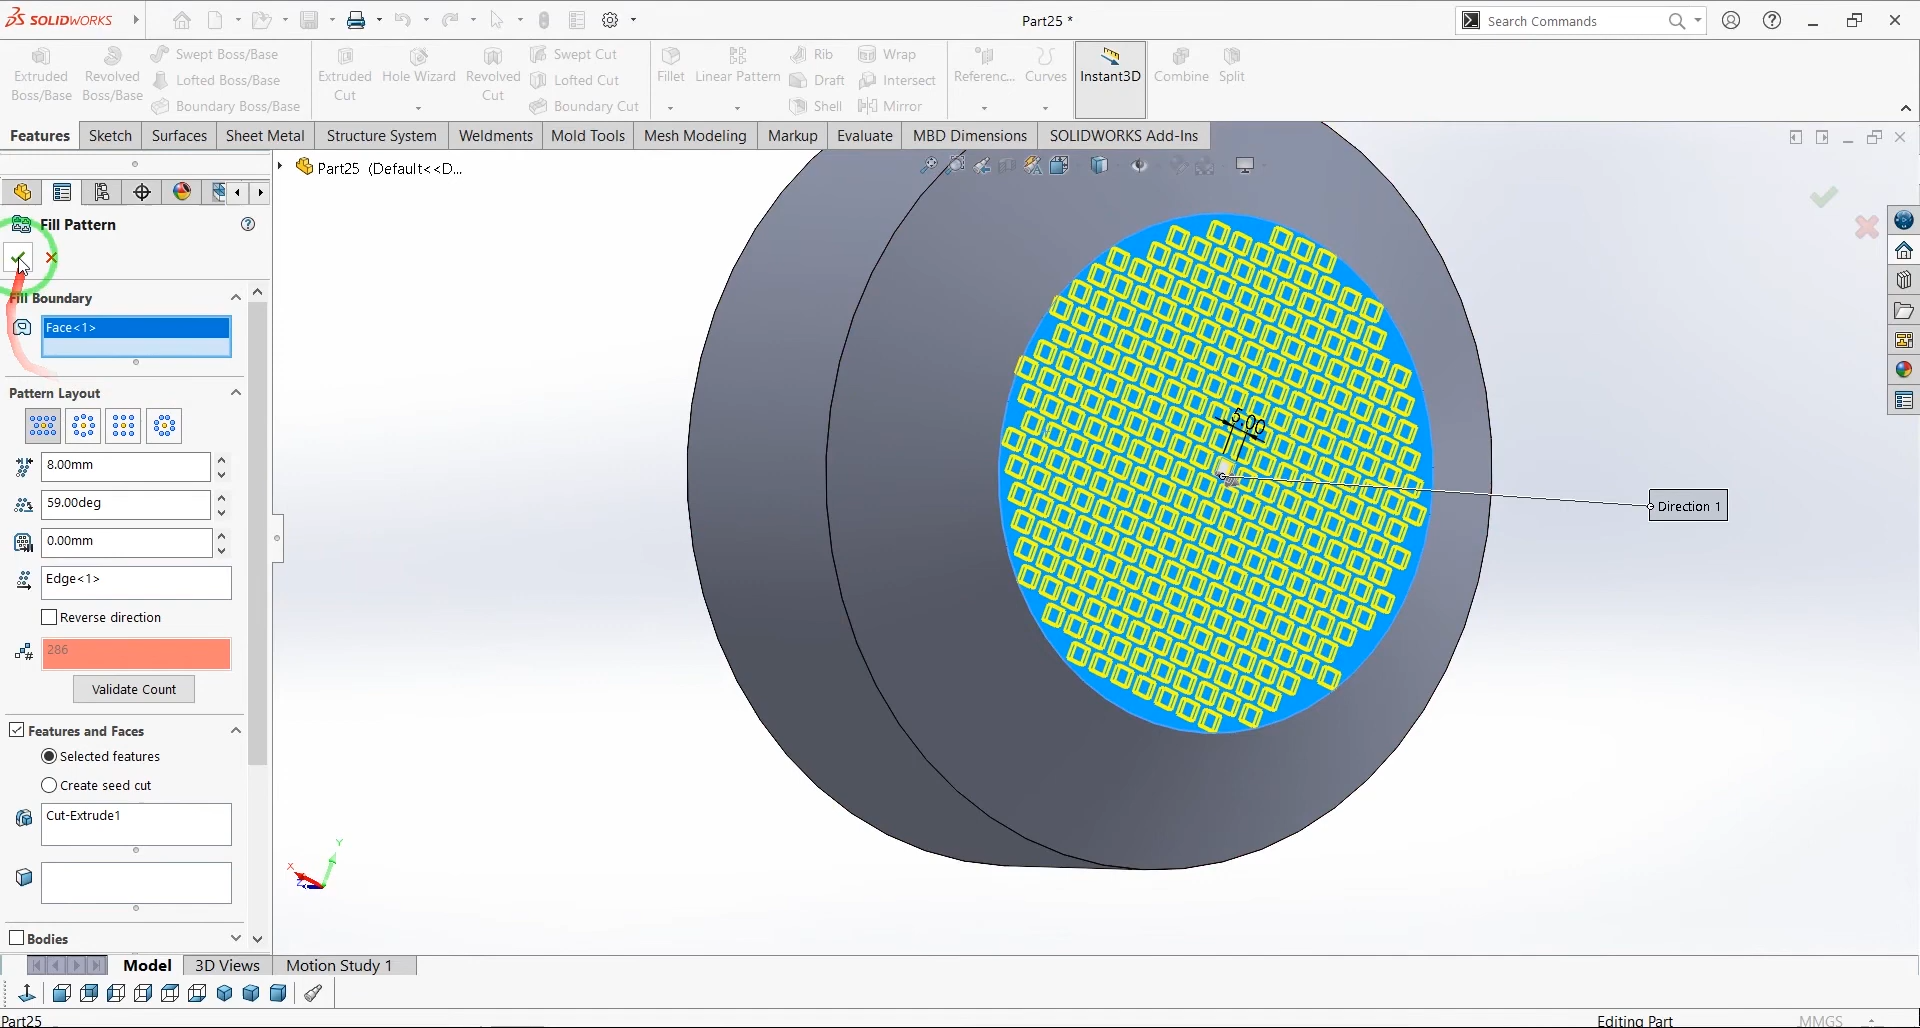 SOLIDWORKS
Part25 *
Search Commands
Extruded Boss/Base
Revolved Boss/Base
Swept Boss/Base
Lofted Boss/Base
Boundary Boss/Base
Extruded Cut
Hole Wizard
Revolved Cut
Swept Cut
Lofted Cut
Boundary Cut
Fillet
Linear Pattern
Rib
Draft
Shell
Wrap
Intersect
Mirror
Referenc...
Curves
Instant3D
Combine
Split
Features
Sketch
Surfaces
Sheet Metal
Structure System
Weldments
Mold Tools
Mesh Modeling
Markup
Evaluate
MBD Dimensions
SOLIDWORKS Add-Ins
Part25 (Default<<D...
Fill Pattern
Fill Boundary
Face<1>
Pattern Layout
8.00mm
59.00deg
0.00mm
Edge<1>
Reverse direction
286
Validate Count
Features and Faces
Selected features
Create seed cut
Cut-Extrude1
Bodies
5.00
Direction 1
Y
X
Z
Model
3D Views
Motion Study 1
Part25
Editing Part
MMGS